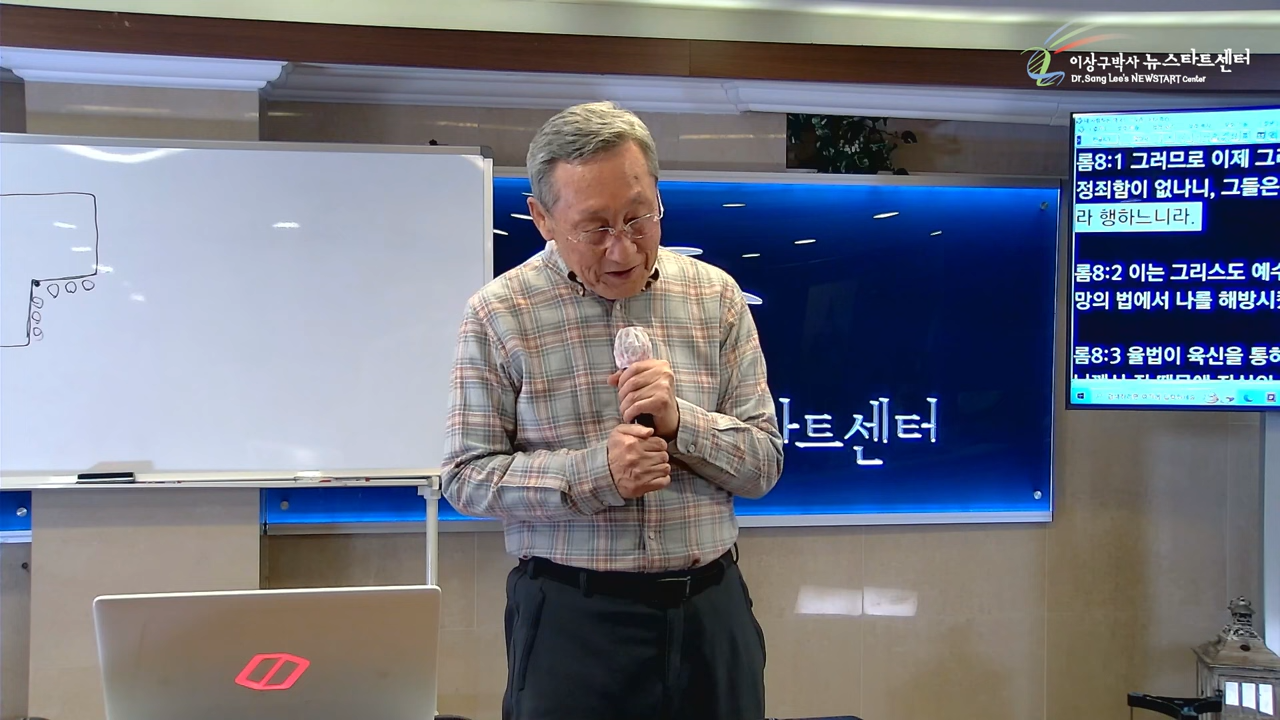 이상구박사 뉴스타트센터
Dr.Sang Lee's NEWSTART Center
롬8:1 그러므로 이제 그리
정죄함이 없나니, 그들은
라 행하느니라.
롬8:2 이는 그리스도 예수
망의 법에서 나를 해방시켰
롬8:3 율법이 육신을 통하
트센터